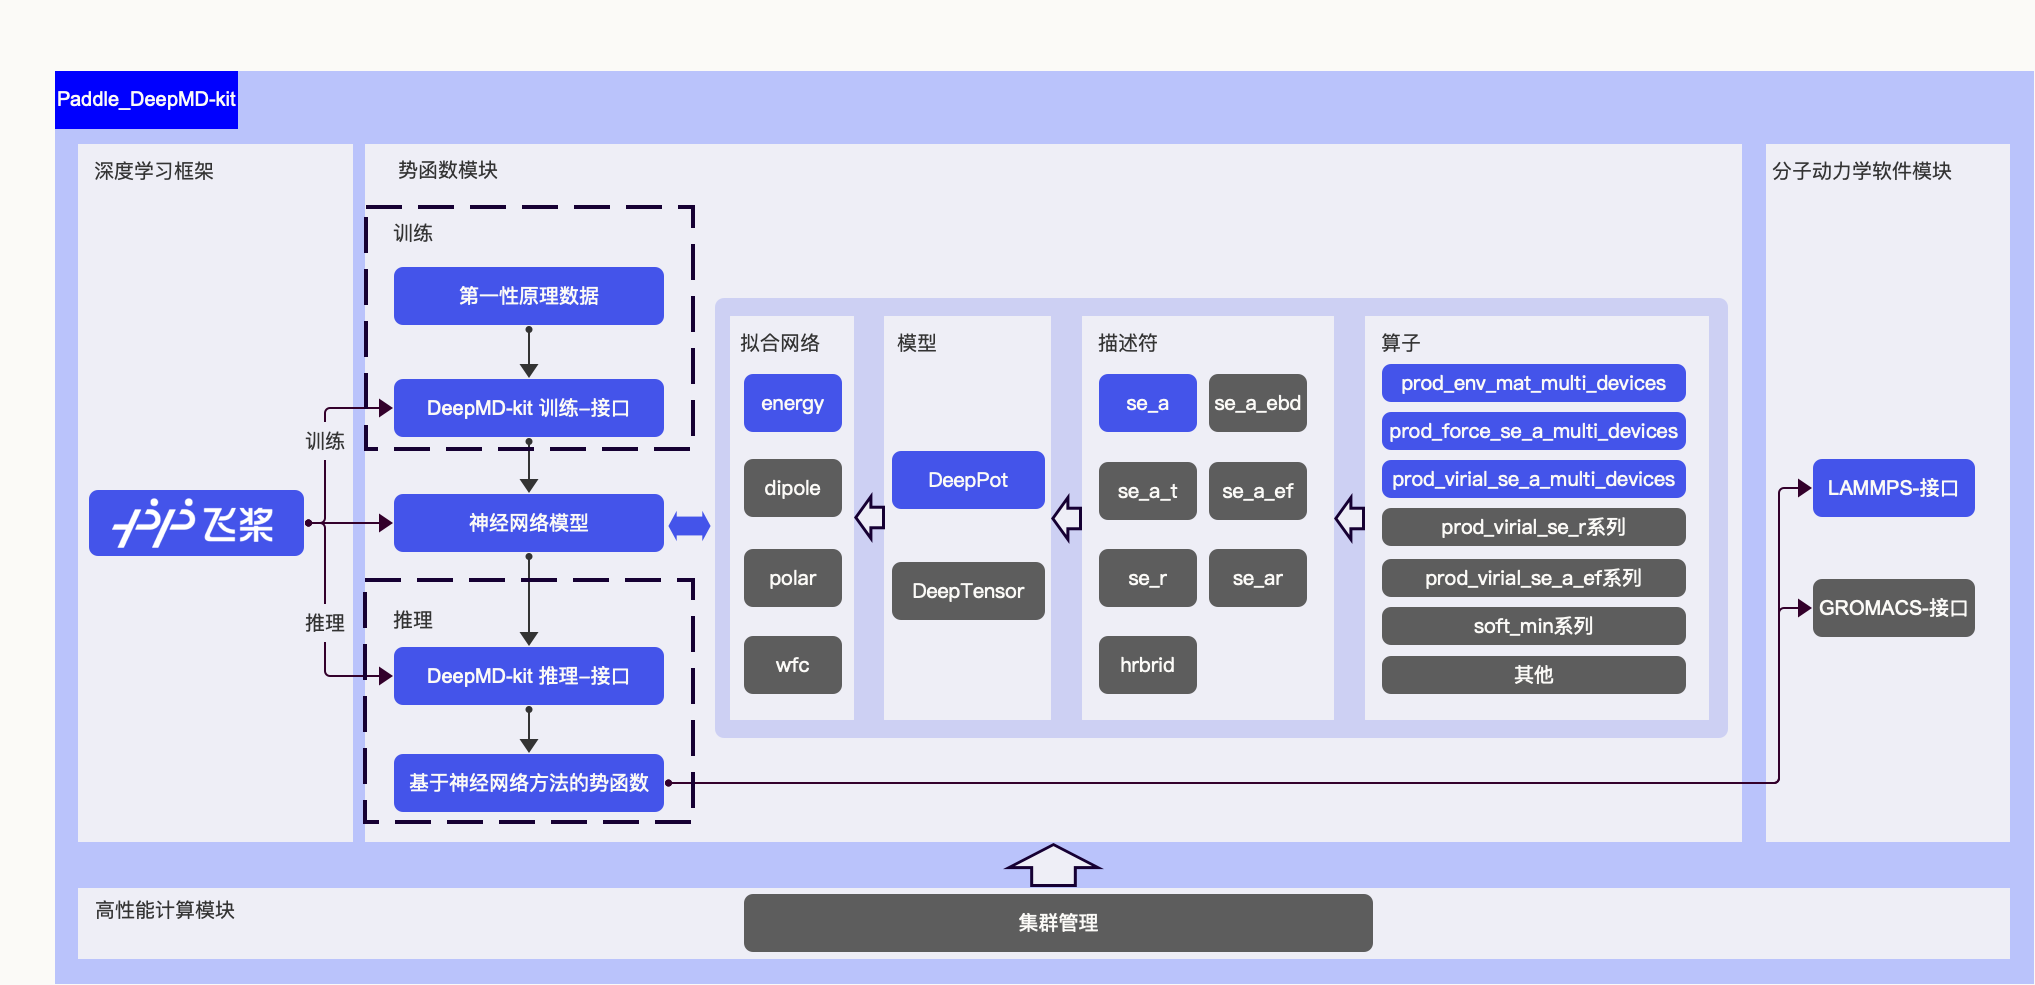 Paddle_DeepMD-kit
深度学习框架
飞桨
训练
推理
势函数模块
训练
第一性原理数据
DeepMD-kit 训练–接口
神经网络模型
推理
DeepMD-kit 推理–接口
基于神经网络方法的势函数
拟合网络
energy
dipole
polar
wfc
模型
DeepPot
DeepTensor
描述符
se_a
se_a_ebd
se_a_t
se_a_ef
se_r
se_ar
hrbrid
算子
prod_env_mat_multi_devices
prod_force_se_a_multi_devices
prod_virial_se_a_multi_devices
prod_virial_se_r系列
prod_virial_se_a_ef系列
soft_min系列
其他
分子动力学软件模块
LAMMPS-接口
GROMACS-接口
高性能计算模块
集群管理